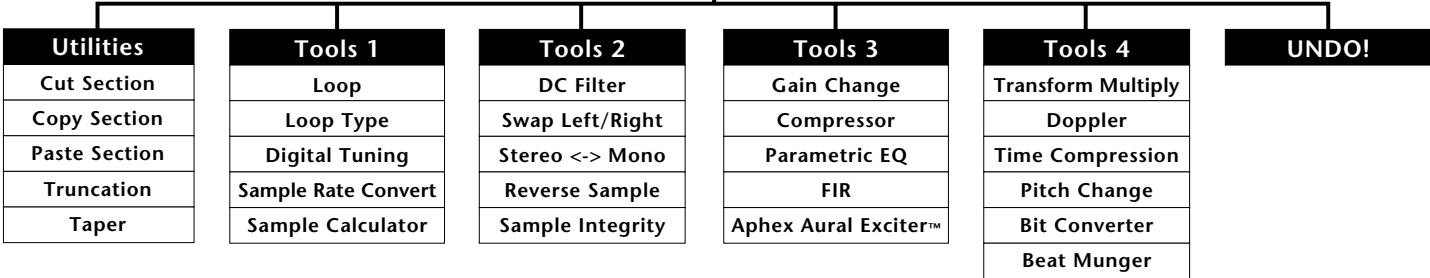 Utilities
Cut Section
Copy Section
Paste Section
Truncation
Taper
Tools 1
Loop
Loop Type
Digital Tuning
Sample Rate Convert
Sample Calculator
Tools 2
DC Filter
Swap Left/Right
Stereo <-> Mono
Reverse Sample
Sample Integrity
Tools 3
Gain Change
Compressor
Parametric EQ
FIR
Aphex Aural Exciter™
Tools 4
Transform Multiply
Doppler
Time Compression
Pitch Change
Bit Converter
Beat Munger
UNDO!